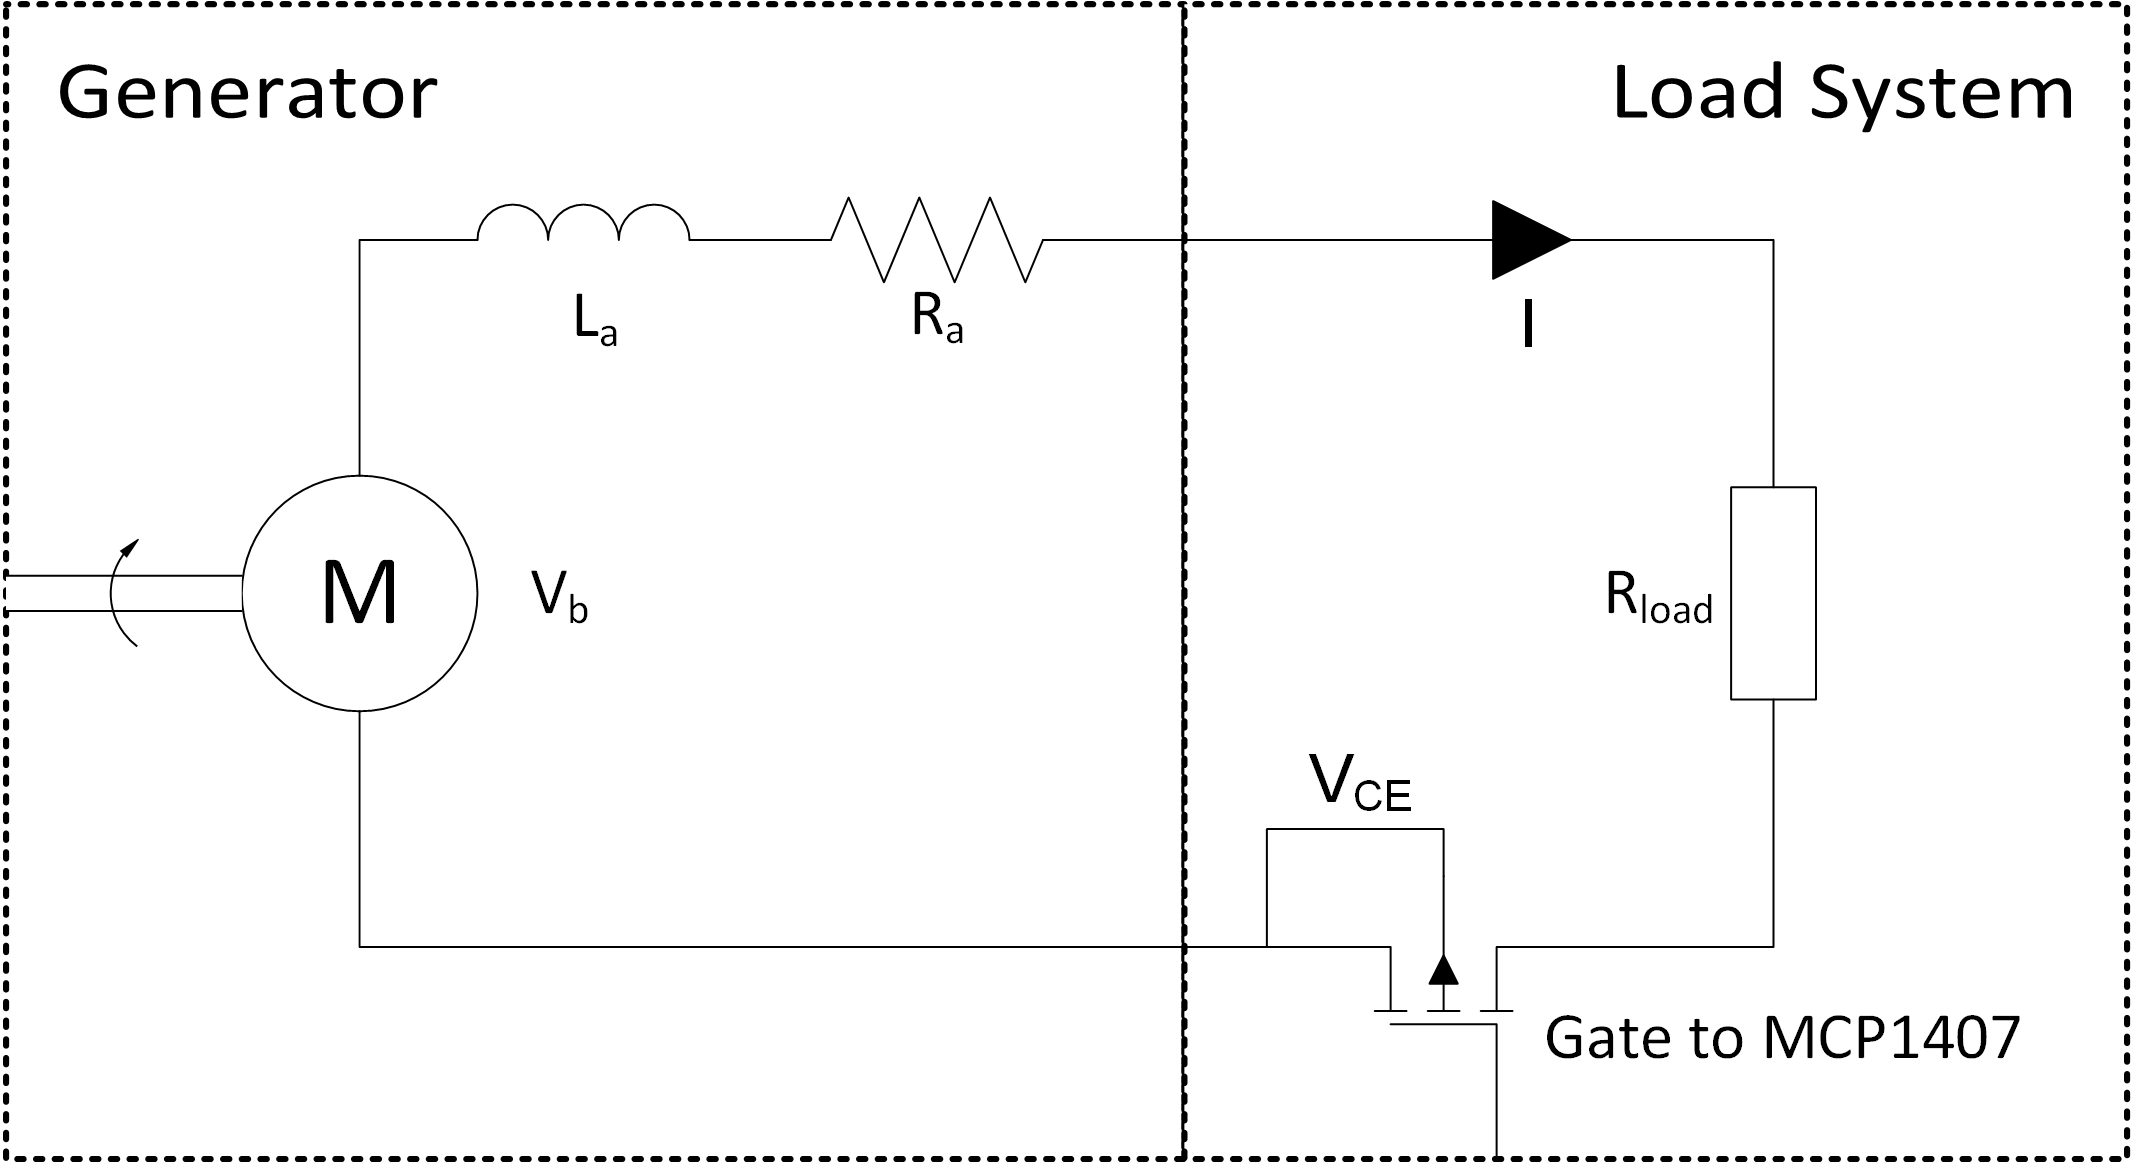 Generator
Load System
La
Ra
I
M
Vb
Rload
VCE
Gate to MCP1407